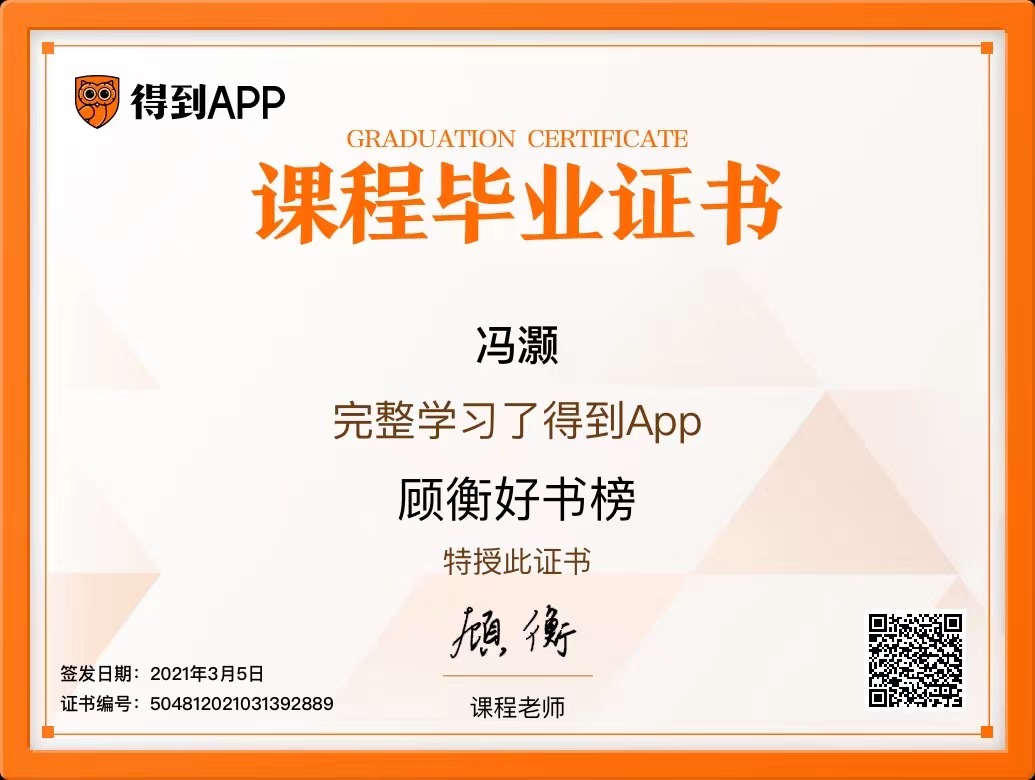 得到APP
GRADUATION CERTIFICATE
课程毕业证书
冯灏
完整学习了得到App
顾衡好书榜
特授此证书
顧衡
签发日期：2021年3月5日
证书编号：504812021031392889
课程老师